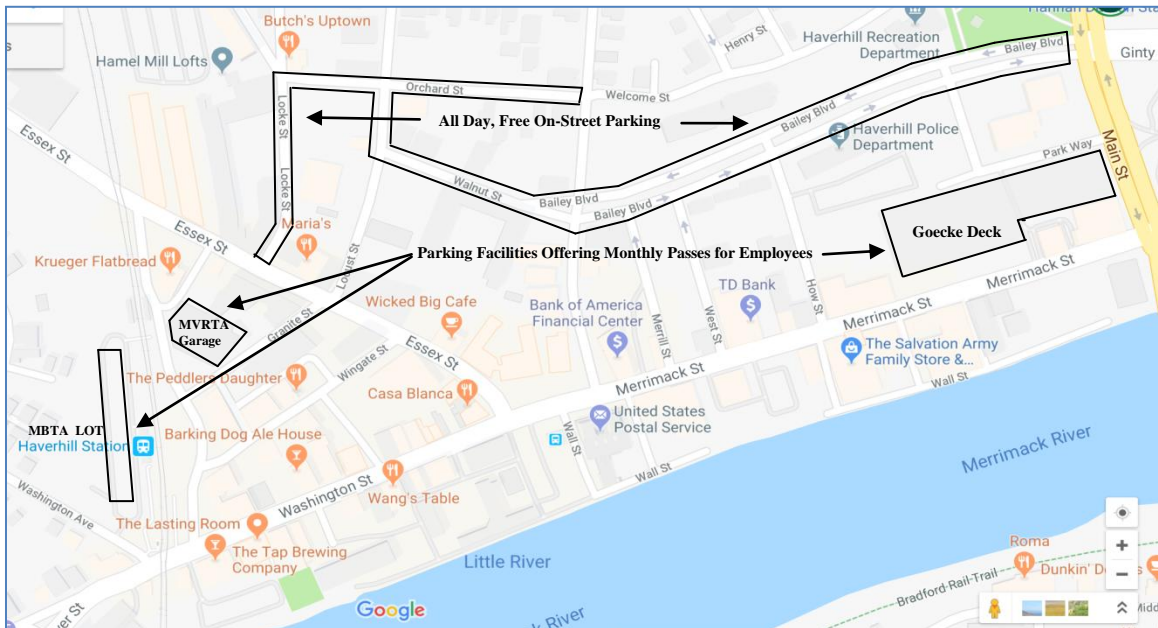 Butch's Uptown
Hamel Mill Lofts
Haverhill Recreation
Department
Henry St
Bailey Blvd
Ginty
Orchard St
Welcome St
Locke St
All Day, Free On-Street Parking
Bailey Blvd
Haverhill Police
Department
Essex St
Park Way
Main St
Walnut St
Bailey Blvd
Bailey Blvd
Locke St
Goecke Deck
Maria's
Essex St
Locust St
Parking Facilities Offering Monthly Passes for Employees
Krueger Flatbread
Merrimack St
TD Bank
How St
Wicked Big Cafe
Bank of America
Financial Center
MVRTA
Garage
Granite St
Merrill St
West St
Merrimack St
The Salvation Army
Family Store &...
Wingate St
Essex St
Wall St
The Peddlers Daughter
Merrimack St
Casa Blanca
United States
Postal Service
MBTA LOT
Haverhill Station
Barking Dog Ale House
Wall St
Wall St
Merrimack River
Washington St
Wang's Table
Washington Ave
The Lasting Room
The Tap Brewing
Company
Little River
Roma
Bradford Rail Trail
Google